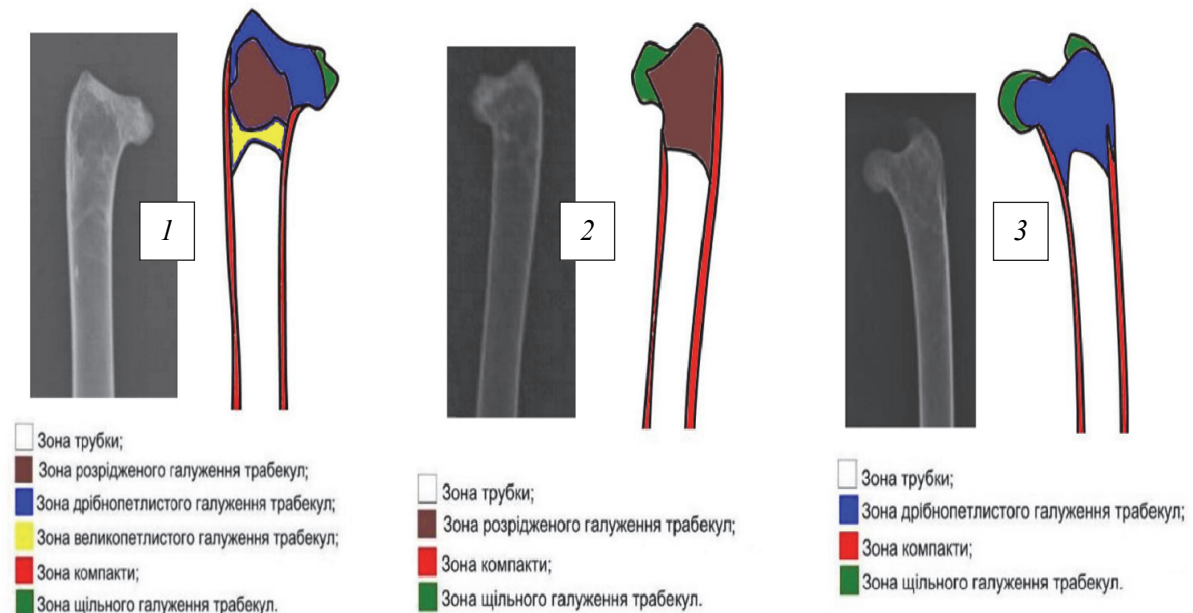 1
2
3
Зона трубки;
Зона розрідженого галуження трабекул;
Зона дрібнопетлистого галуження трабекул;
Зона великопетлистого галуження трабекул;
Зона компакти;
Зона щільного галуження трабекул.
Зона трубки;
Зона розрідженого галуження трабекул;
Зона компакти;
Зона щільного галуження трабекул.
Зона трубки;
Зона дрібнопетлистого галуження трабекул;
Зона компакти;
Зона щільного галуження трабекул.